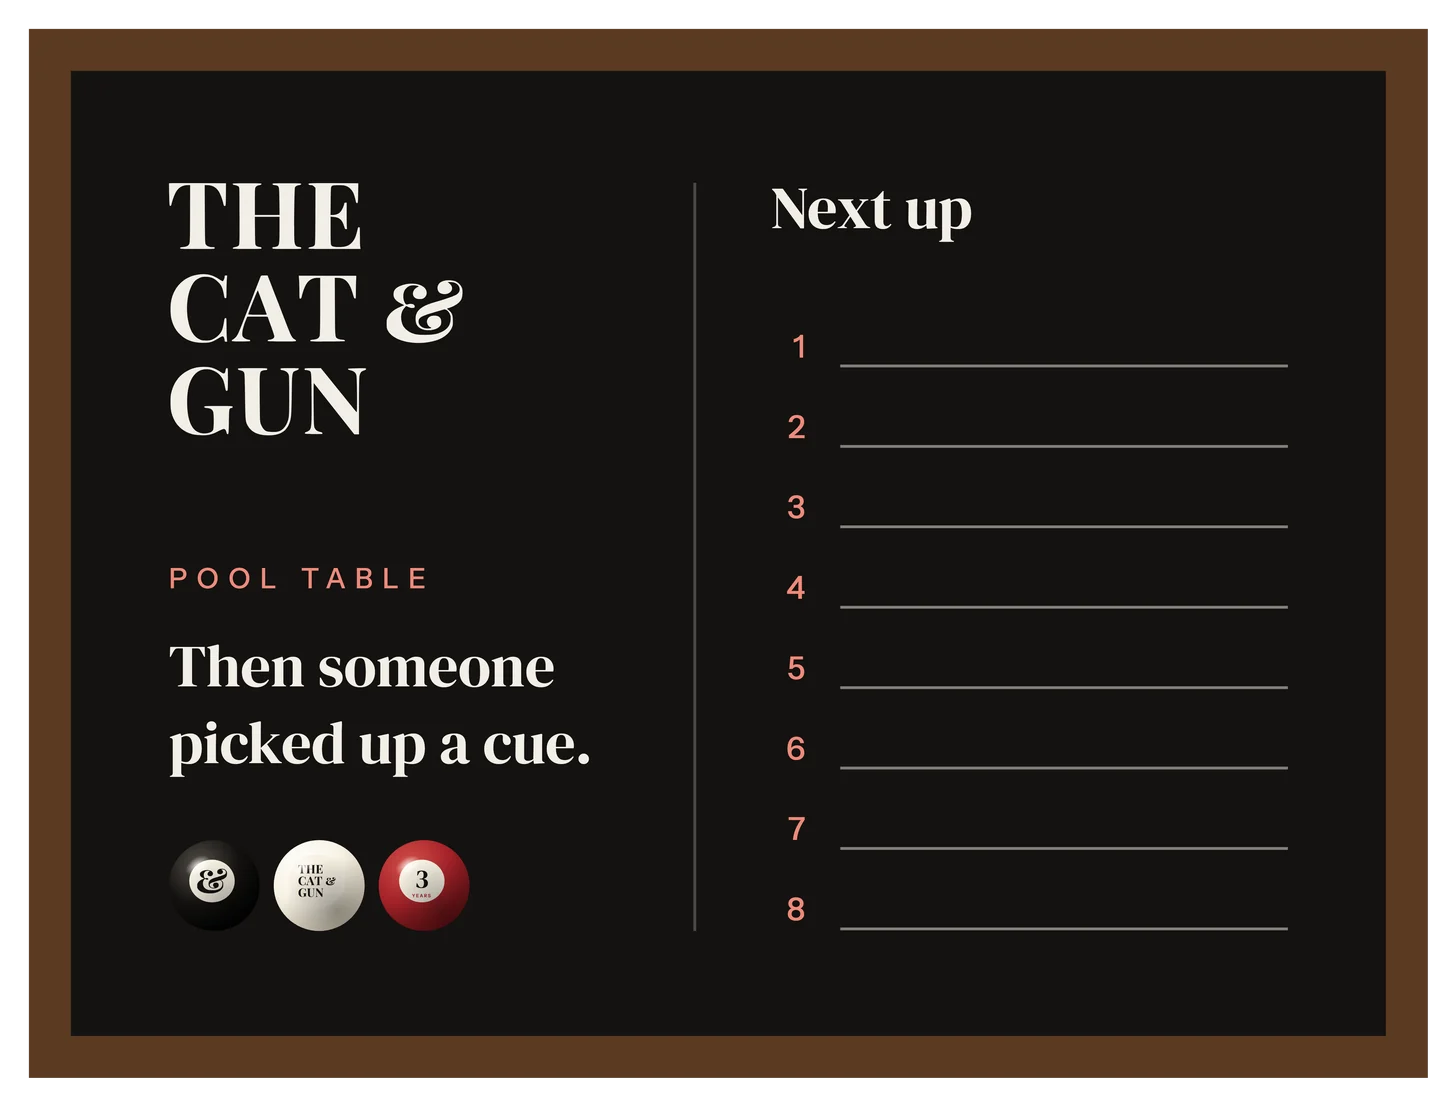 THE
CAT &
GUN
POOL TABLE
Then someone
picked up a cue.
&
THE
CAT &
GUN
3
YEARS
Next up
1
2
3
4
5
6
7
8